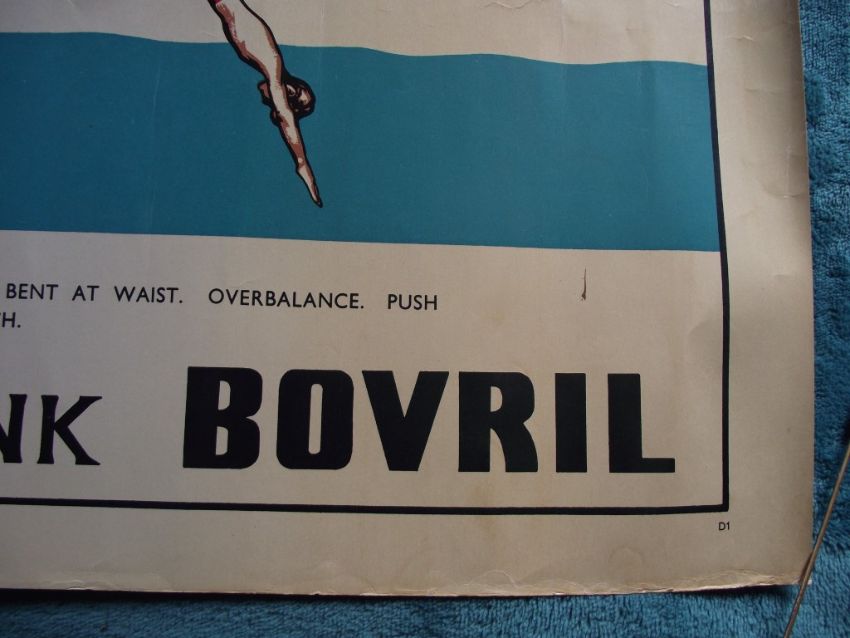 BENT AT WAIST. OVERBALANCE. PUSH
H.
NK BOVRIL
D1